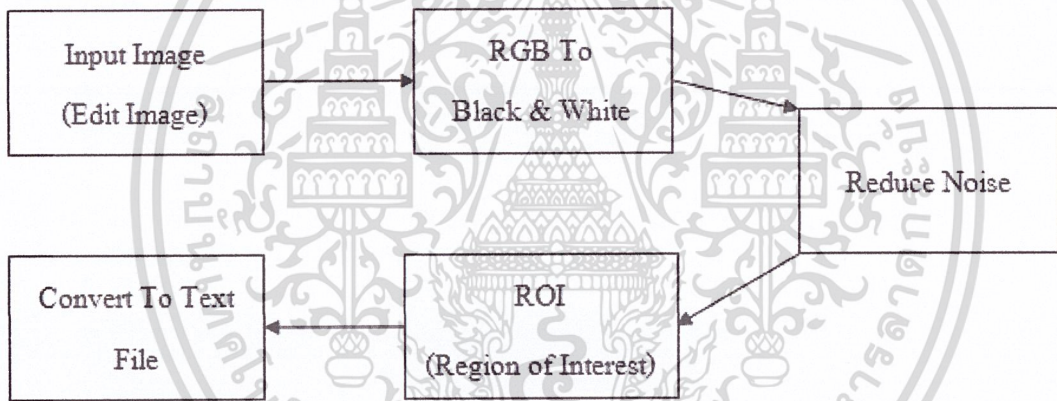 Input Image
(Edit Image)
RGB To
Black & White
Reduce Noise
ROI
(Region of Interest)
Convert To Text
File